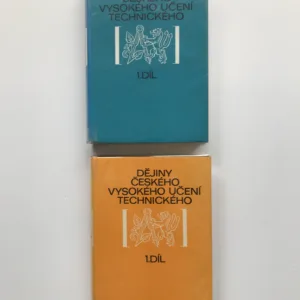 VYSOKÉHO UČENÍ
TECHNICKÉHO
1.DÍL
DĚJINY
ČESKÉHO
VYSOKÉHO UČENÍ
TECHNICKÉHO
1.DÍL